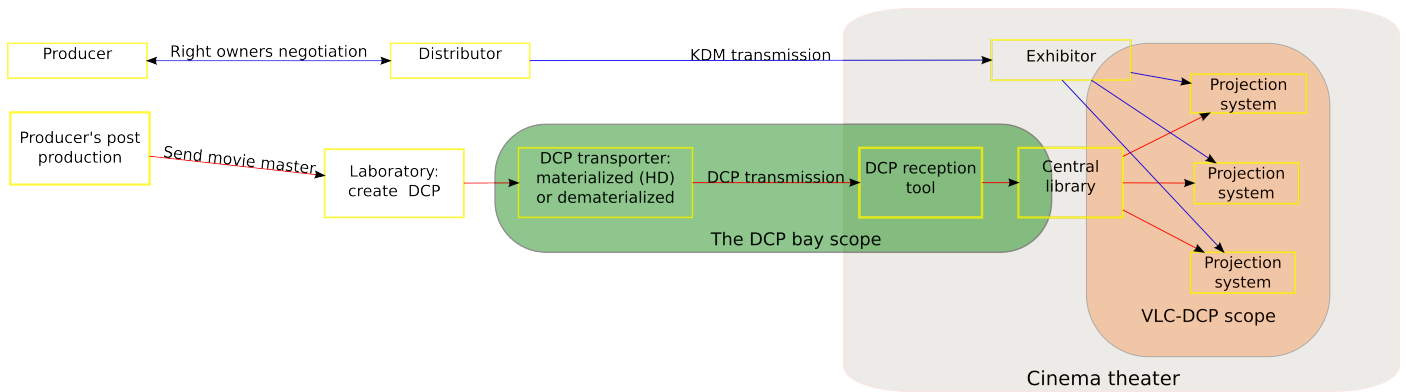 Producer
Right owners negotiation
Distributor
KDM transmission
Exhibitor
Projection
system
Producer's post
production
Send movie master
Laboratory:
create DCP
DCP transporter:
materialized (HD)
or dematerialized
DCP transmission
DCP reception
tool
Central
library
Projection
system
The DCP bay scope
Projection
system
VLC-DCP scope
Cinema theater